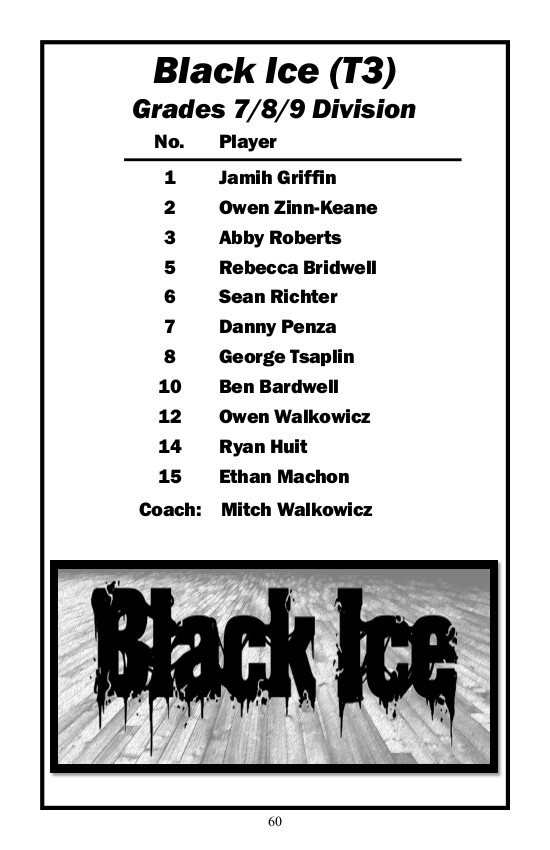 Black Ice (T3)
Grades 7/8/9 Division
No. Player
1 Jamih Griffin
2 Owen Zinn-Keane
3 Abby Roberts
5 Rebecca Bridwell
6 Sean Richter
7 Danny Penza
8 George Tsaplin
10 Ben Bardwell
12 Owen Walkowicz
14 Ryan Huit
15 Ethan Machon
Coach: Mitch Walkowicz
Black Ice
60